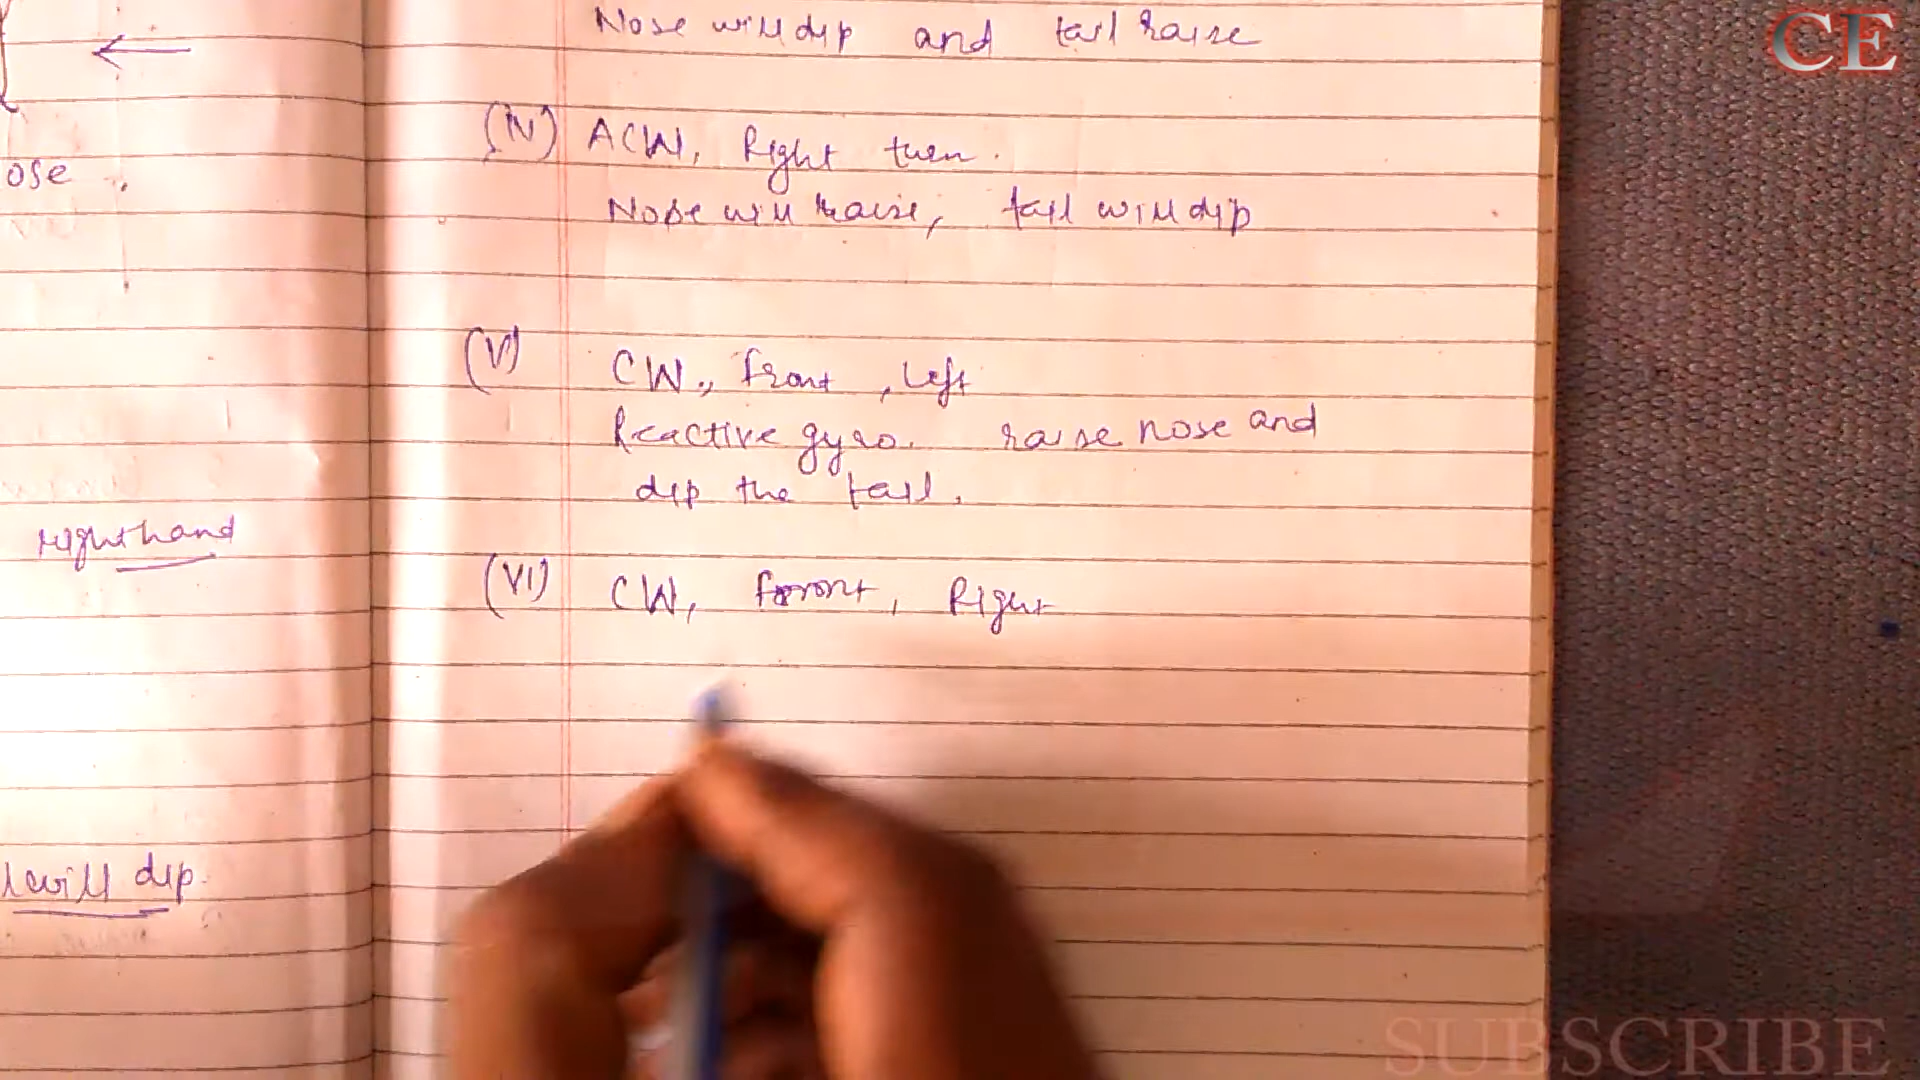 ose
right hand
will dip.
Nose will dip and tail raise
(IV) ACW, Right turn.
Nose will raise, tail will dip
(V) CW, front, Left
Reactive gyro. raise nose and
dip the tail.
(VI) CW, front, Right
CE
SUBSCRIBE